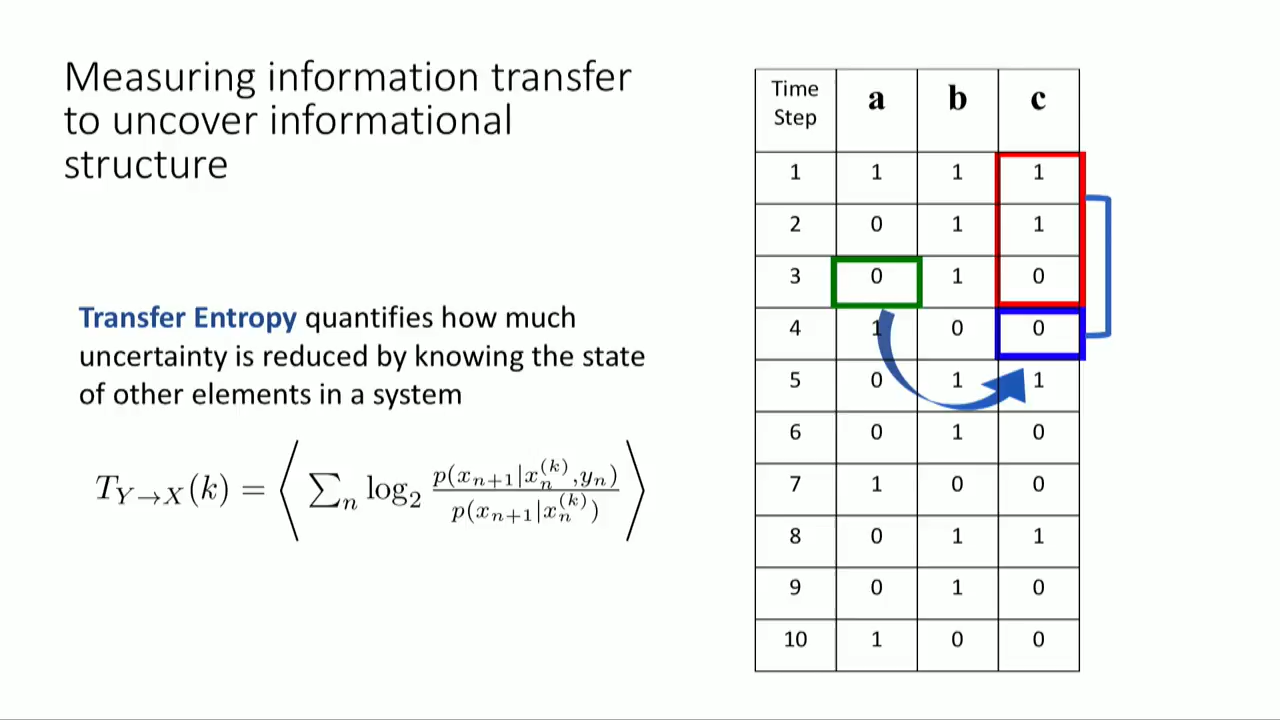 Measuring information transfer
to uncover informational
structure
Transfer Entropy quantifies how much
uncertainty is reduced by knowing the state
of other elements in a system
T_{Y→X}(k) = ⟨ ∑_n log_2 p(x_{n+1}|x_n^{(k)},y_n) / p(x_{n+1}|x_n^{(k)}) ⟩
Time Step a b c
1 1 1 1
2 0 1 1
3 0 1 0
4 1 0 0
5 0 1 1
6 0 1 0
7 1 0 0
8 0 1 1
9 0 1 0
10 1 0 0